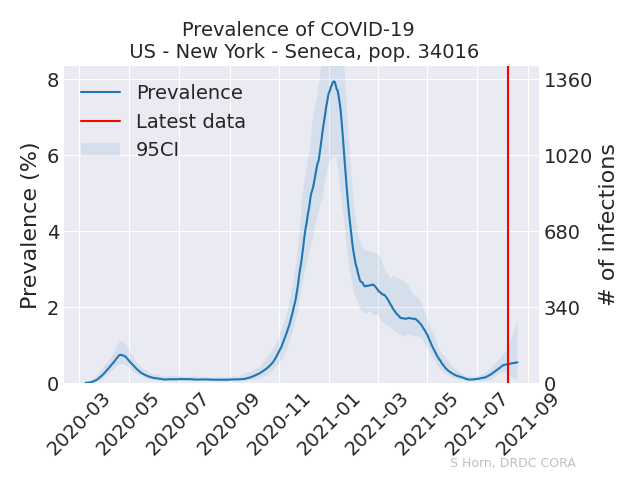 Prevalence of COVID-19
US - New York - Seneca, pop. 34016
Prevalence
Latest data
95CI
Prevalence (%)
8
6
4
2
0
1360
1020
680
340
0
# of infections
2020-03
2020-05
2020-07
2020-09
2020-11
2021-01
2021-03
2021-05
2021-07
2021-09
S Horn, DRDC CORA